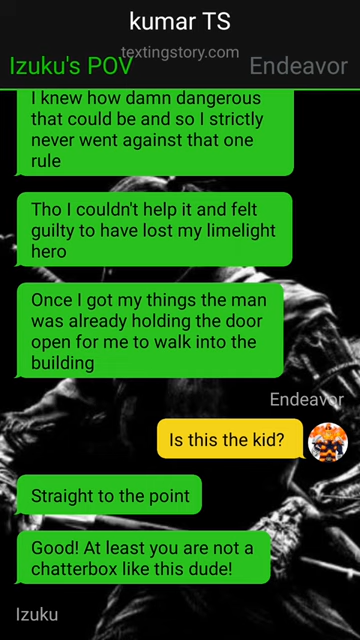 kumar TS
textingstory.com
Izuku's POV
Endeavor
I knew how damn dangerous
that could be and so I strictly
never went against that one
rule
Tho I couldn't help it and felt
guilty to have lost my limelight
hero
Once I got my things the man
was already holding the door
open for me to walk into the
building
Endeavor
Is this the kid?
Straight to the point
Good! At least you are not a
chatterbox like this dude!
Izuku